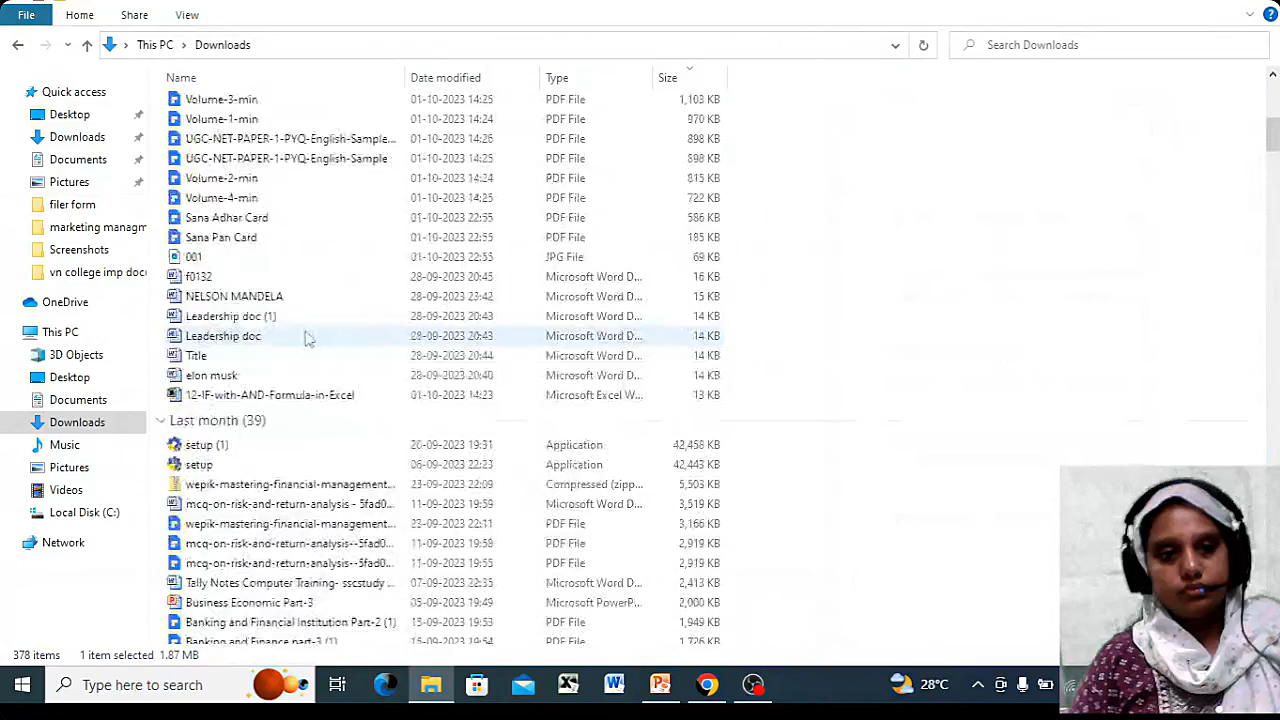 File Home Share View
This PC Downloads Search Downloads
Name Date modified Type Size
Quick access
Desktop
Downloads
Documents
Pictures
filer form
marketing managm
Screenshots
vn college imp doc
OneDrive
This PC
3D Objects
Desktop
Documents
Downloads
Music
Pictures
Videos
Local Disk (C:)
Network
Volume-3-min 01-10-2023 14:25 PDF File 1,103 KB
Volume-1-min 01-10-2023 14:24 PDF File 970 KB
UGC-NET-PAPER-1-PYQ-English-Sample... 01-10-2023 14:26 PDF File 898 KB
UGC-NET-PAPER-1-PYQ-English-Sample 01-10-2023 14:25 PDF File 898 KB
Volume-2-min 01-10-2023 14:24 PDF File 815 KB
Volume-4-min 01-10-2023 14:25 PDF File 722 KB
Sana Adhar Card 01-10-2023 22:55 PDF File 586 KB
Sana Pan Card 01-10-2023 22:55 PDF File 185 KB
001 01-10-2023 22:55 JPG File 69 KB
f0132 28-09-2023 20:45 Microsoft Word D... 16 KB
NELSON MANDELA 28-09-2023 23:42 Microsoft Word D... 15 KB
Leadership doc (1) 28-09-2023 20:43 Microsoft Word D... 14 KB
Leadership doc 28-09-2023 20:43 Microsoft Word D... 14 KB
Title 28-09-2023 20:44 Microsoft Word D... 14 KB
elon musk 28-09-2023 20:40 Microsoft Word D... 14 KB
12-IF-with-AND-Formula-in-Excel 01-10-2023 14:23 Microsoft Excel W... 13 KB
Last month (39)
setup (1) 20-09-2023 19:31 Application 42,458 KB
setup 06-09-2023 22:23 Application 42,443 KB
wepik-mastering-financial-management... 23-09-2023 22:09 Compressed (zipp... 5,503 KB
mcq-on-risk-and-return-analysis - 5fad0... 11-09-2023 19:59 Microsoft Word D... 3,519 KB
wepik-mastering-financial-management... 23-09-2023 22:11 PDF File 3,166 KB
mcq-on-risk-and-return-analysis--5fad0... 11-09-2023 19:58 PDF File 2,919 KB
mcq-on-risk-and-return-analysis--5fad0... 11-09-2023 19:55 PDF File 2,919 KB
Tally Notes Computer Training- sscstudy ... 07-09-2023 22:35 Microsoft Word D... 2,413 KB
Business Economic Part-3 05-09-2023 19:49 Microsoft PowerP... 2,000 KB
Banking and Financial Institution Part-2 (1) 15-09-2023 19:53 PDF File 1,949 KB
Banking and Finance part-3 (1) 15-09-2023 19:54 PDF File 1,726 KB
378 items 1 item selected 1.87 MB
Type here to search 28°C